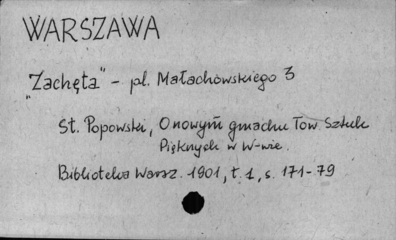 WARSZAWA
"Zachęta" - pl. Małachowskiego 3
St. Popowski, O nowym gmachu Tow Sztuk
Pięknych w W-wie.
Biblioteka Warsz. 1901, t. 1, s. 171-79